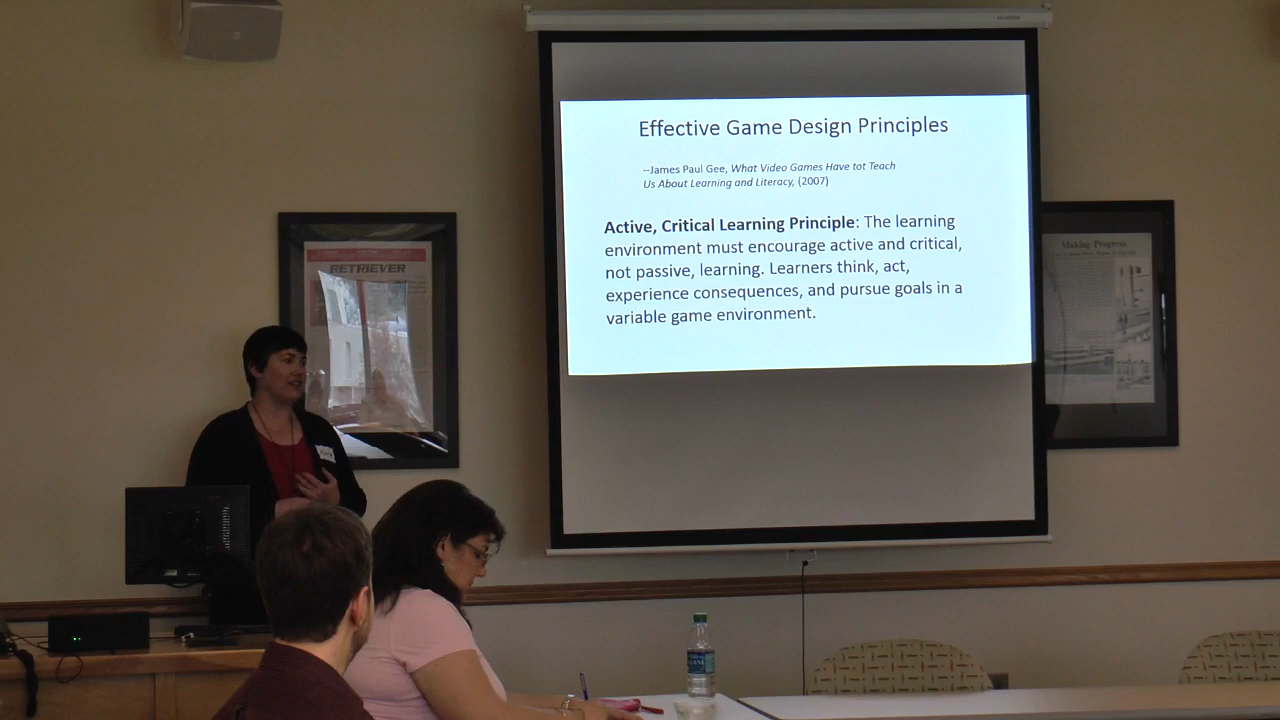 Effective Game Design Principles
--James Paul Gee, What Video Games Have tot Teach
Us About Learning and Literacy, (2007)
Active, Critical Learning Principle: The learning
environment must encourage active and critical,
not passive, learning. Learners think, act,
experience consequences, and pursue goals in a
variable game environment.
RETRIEVER
Making Progress